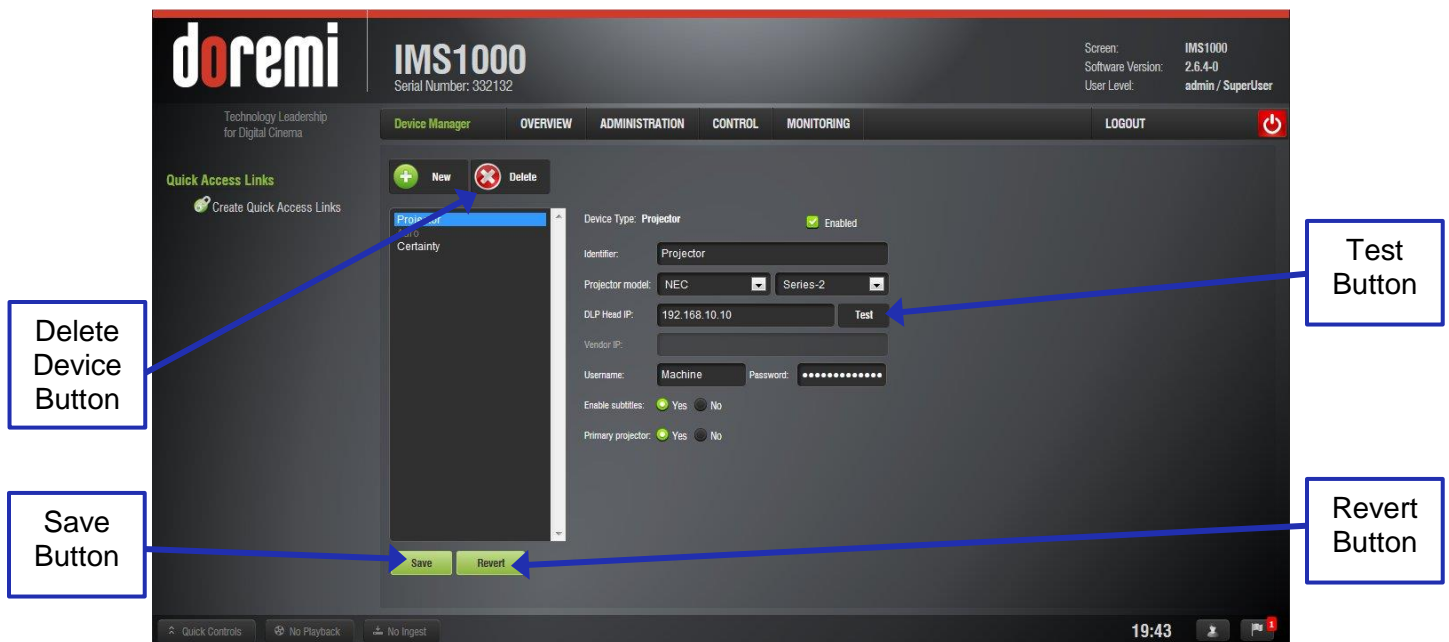 doremi
Technology Leadership
for Digital Cinema
IMS1000
Serial Number: 332132
Screen: IMS1000
Software Version: 2.6.4-0
User Level: admin / SuperUser
Device Manager OVERVIEW ADMINISTRATION CONTROL MONITORING LOGOUT
Quick Access Links
Create Quick Access Links
New Delete
Projector
Auro
Certainty
Device Type: Projector Enabled
Identifier: Projector
Projector model: NEC Series-2
DLP Head IP: 192.168.10.10 Test
Vendor IP:
Username: Machine Password: •••••••••••••
Enable subtitles: Yes No
Primary projector: Yes No
Save Revert
Quick Controls No Playback No Ingest 19:43 1
Delete
Device
Button
Save
Button
Test
Button
Revert
Button